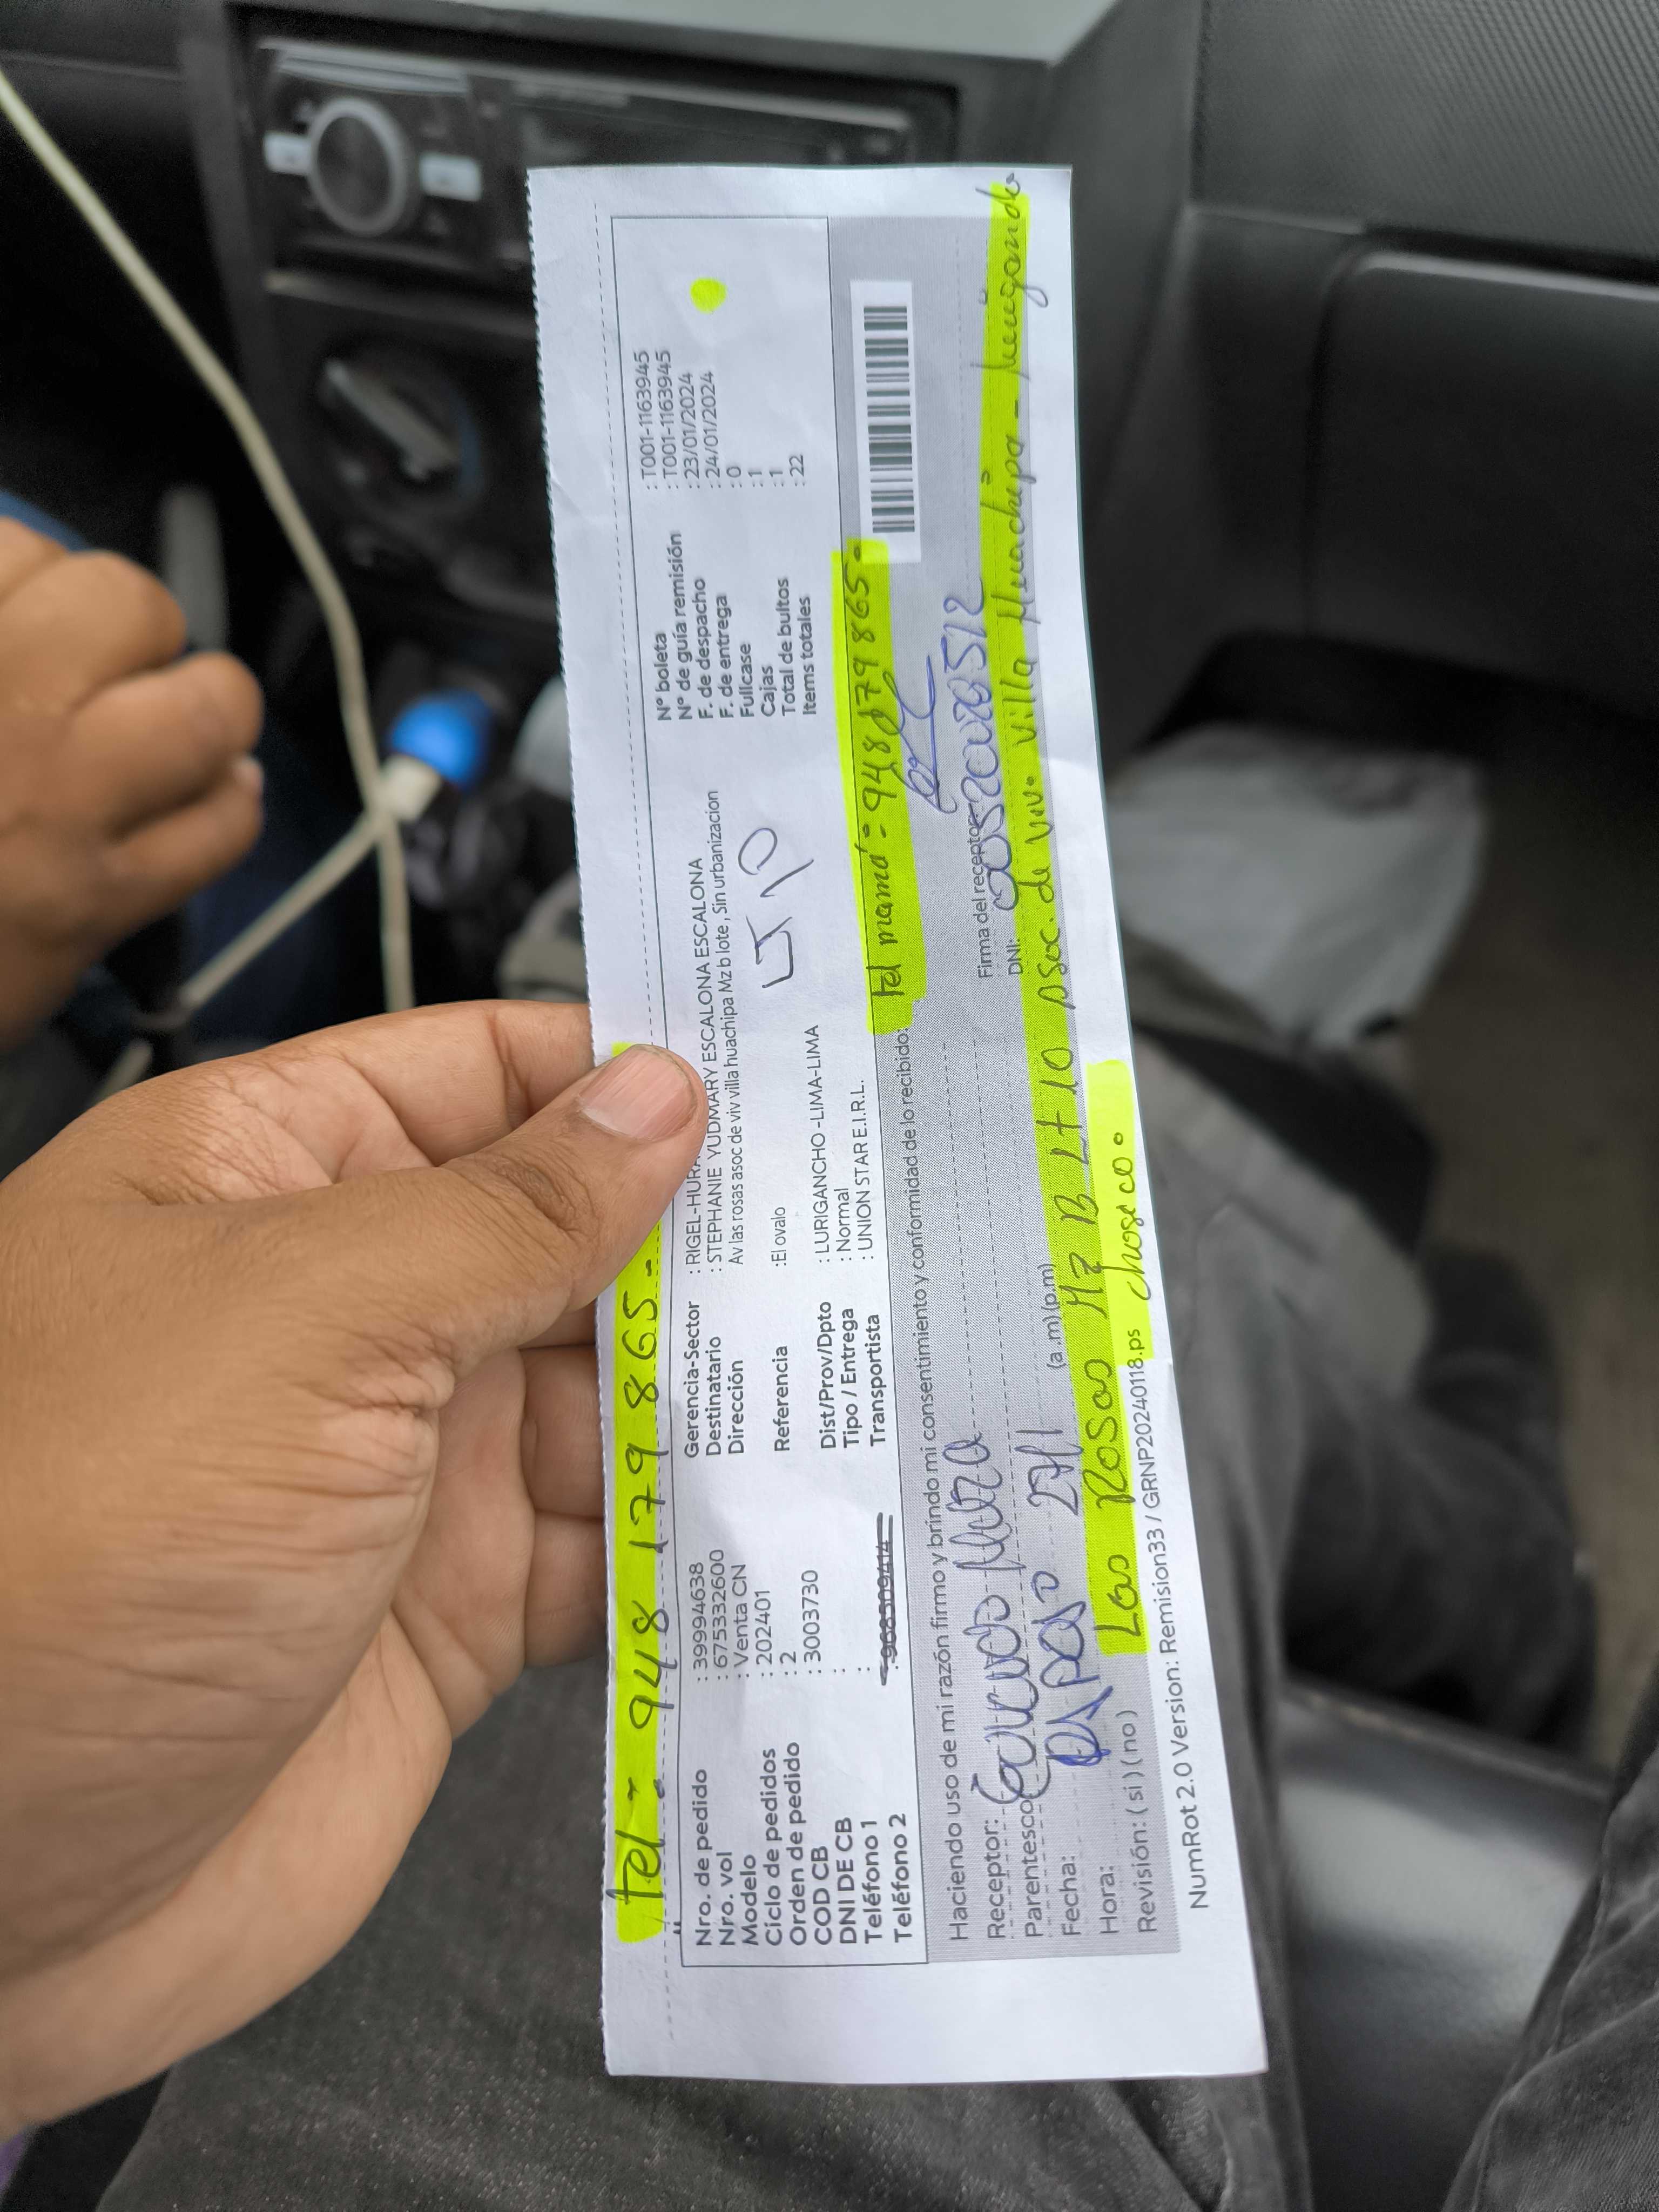 tel: 948 179 865-
Nro. de pedido : 39994638
Nro. vol : 675332600
Modelo : Venta CN
Ciclo de pedidos : 202401
Orden de pedido : 2
COD CB : 3003730
DNI DE CB :
Teléfono 1 :
Teléfono 2 :
Gerencia-Sector : RIGEL-HURA
Destinatario : STEPHANIE YUDMARY ESCALONA ESCALONA
Dirección Av las rosas asoc de viv villa huachipa Mz b lote , Sin urbanizacion
Referencia :El ovalo
LT 10
Dist/Prov/Dpto : LURIGANCHO -LIMA-LIMA
Tipo / Entrega : Normal
Transportista : UNION STAR E.I.R.L.
N° boleta : T001-1163945
N° de guía remisión : T001-1163945
F. de despacho : 23/01/2024
F. de entrega : 24/01/2024
Fullcase : 0
Cajas : 1
Total de bultos : 1
Items totales : 22
Haciendo uso de mi razón firmo y brindo mi consentimiento y conformidad de lo recibido:
tel mamá: 948179865-
Receptor:
Parentesco
Fecha:
Firma del receptor
DNI:
Hora: (a.m) (p.m)
Las Rosas Mz B Lt 10 Asoc. de viv. Villa Huachipa -
Revisión: ( si ) ( no )
choseco.
NumRot 2.0 Version: Remision33 / GRNP20240118.ps